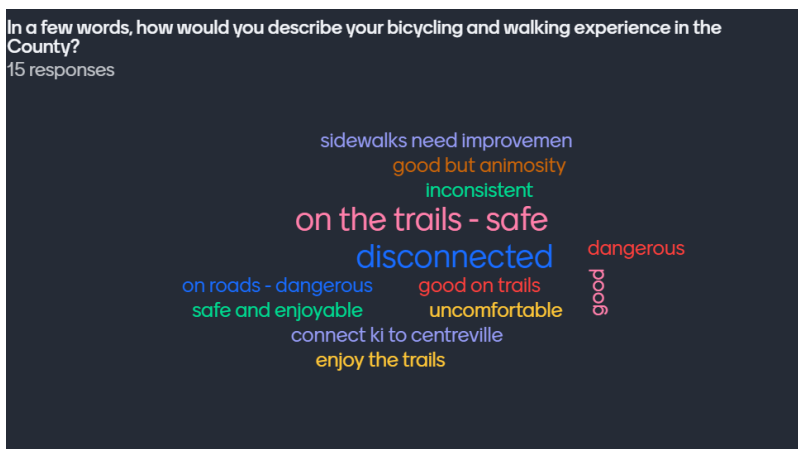 In a few words, how would you describe your bicycling and walking experience in the
County?
15 responses
sidewalks need improvemen
good but animosity
inconsistent
on the trails - safe
disconnected
dangerous
on roads - dangerous
good on trails
good
safe and enjoyable
uncomfortable
connect ki to centreville
enjoy the trails